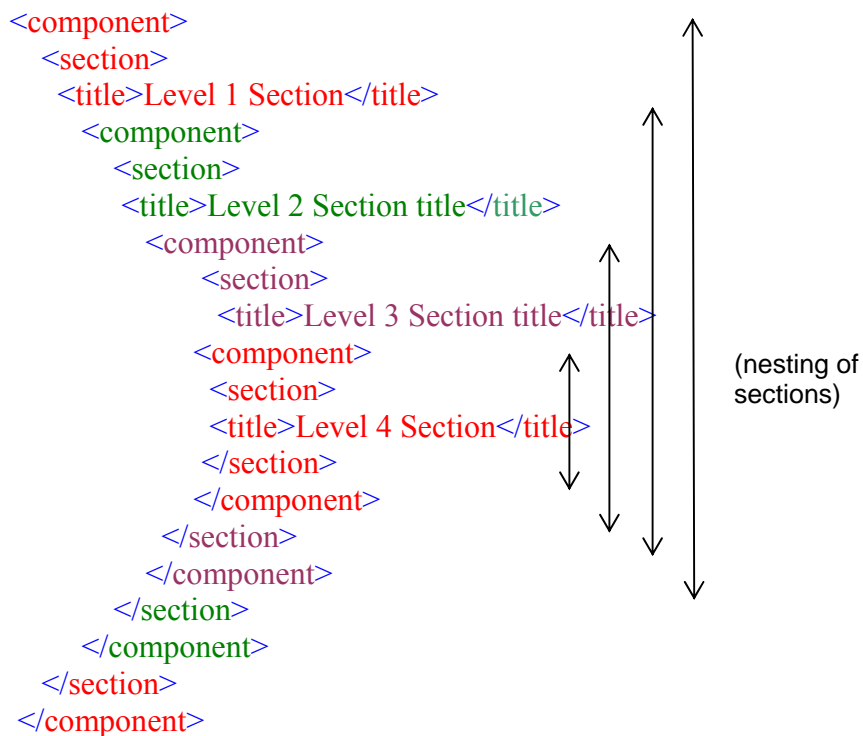 <component>
<section>
<title>Level 1 Section</title>
<component>
<section>
<title>Level 2 Section title</title>
<component>
<section>
<title>Level 3 Section title</title>
<component>
<section>
<title>Level 4 Section</title>
</section>
</component>
</section>
</component>
</section>
</component>
</section>
</component>
(nesting of
sections)